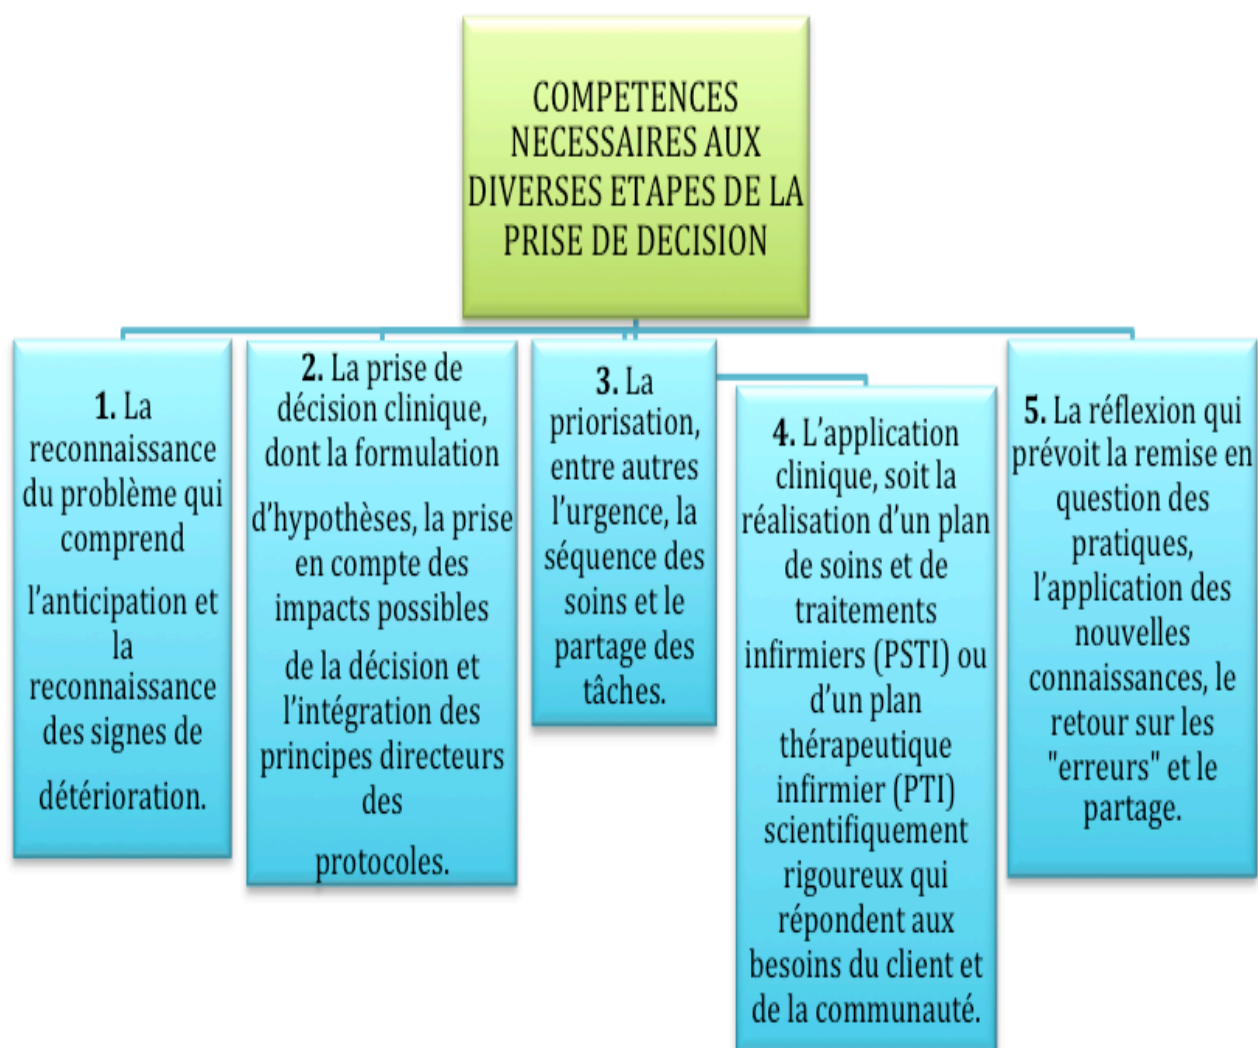 COMPETENCES
NECESSAIRES AUX
DIVERSES ETAPES DE LA
PRISE DE DECISION
1. La
reconnaissance
du problème qui
comprend
l'anticipation et
la
reconnaissance
des signes de
détérioration.
2. La prise de
décision clinique,
dont la formulation
d'hypothèses, la prise
en compte des
impacts possibles
de la décision et
l'intégration des
principes directeurs
des
protocoles.
3. La
priorisation,
entre autres
l'urgence, la
séquence des
soins et le
partage des
tâches.
4. L'application
clinique, soit la
réalisation d'un plan
de soins et de
traitements
infirmiers (PSTI) ou
d'un plan
thérapeutique
infirmier (PTI)
scientifiquement
rigoureux qui
répondent aux
besoins du client et
de la communauté.
5. La réflexion qui
prévoit la remise en
question des
pratiques,
l'application des
nouvelles
connaissances, le
retour sur les
"erreurs" et le
partage.